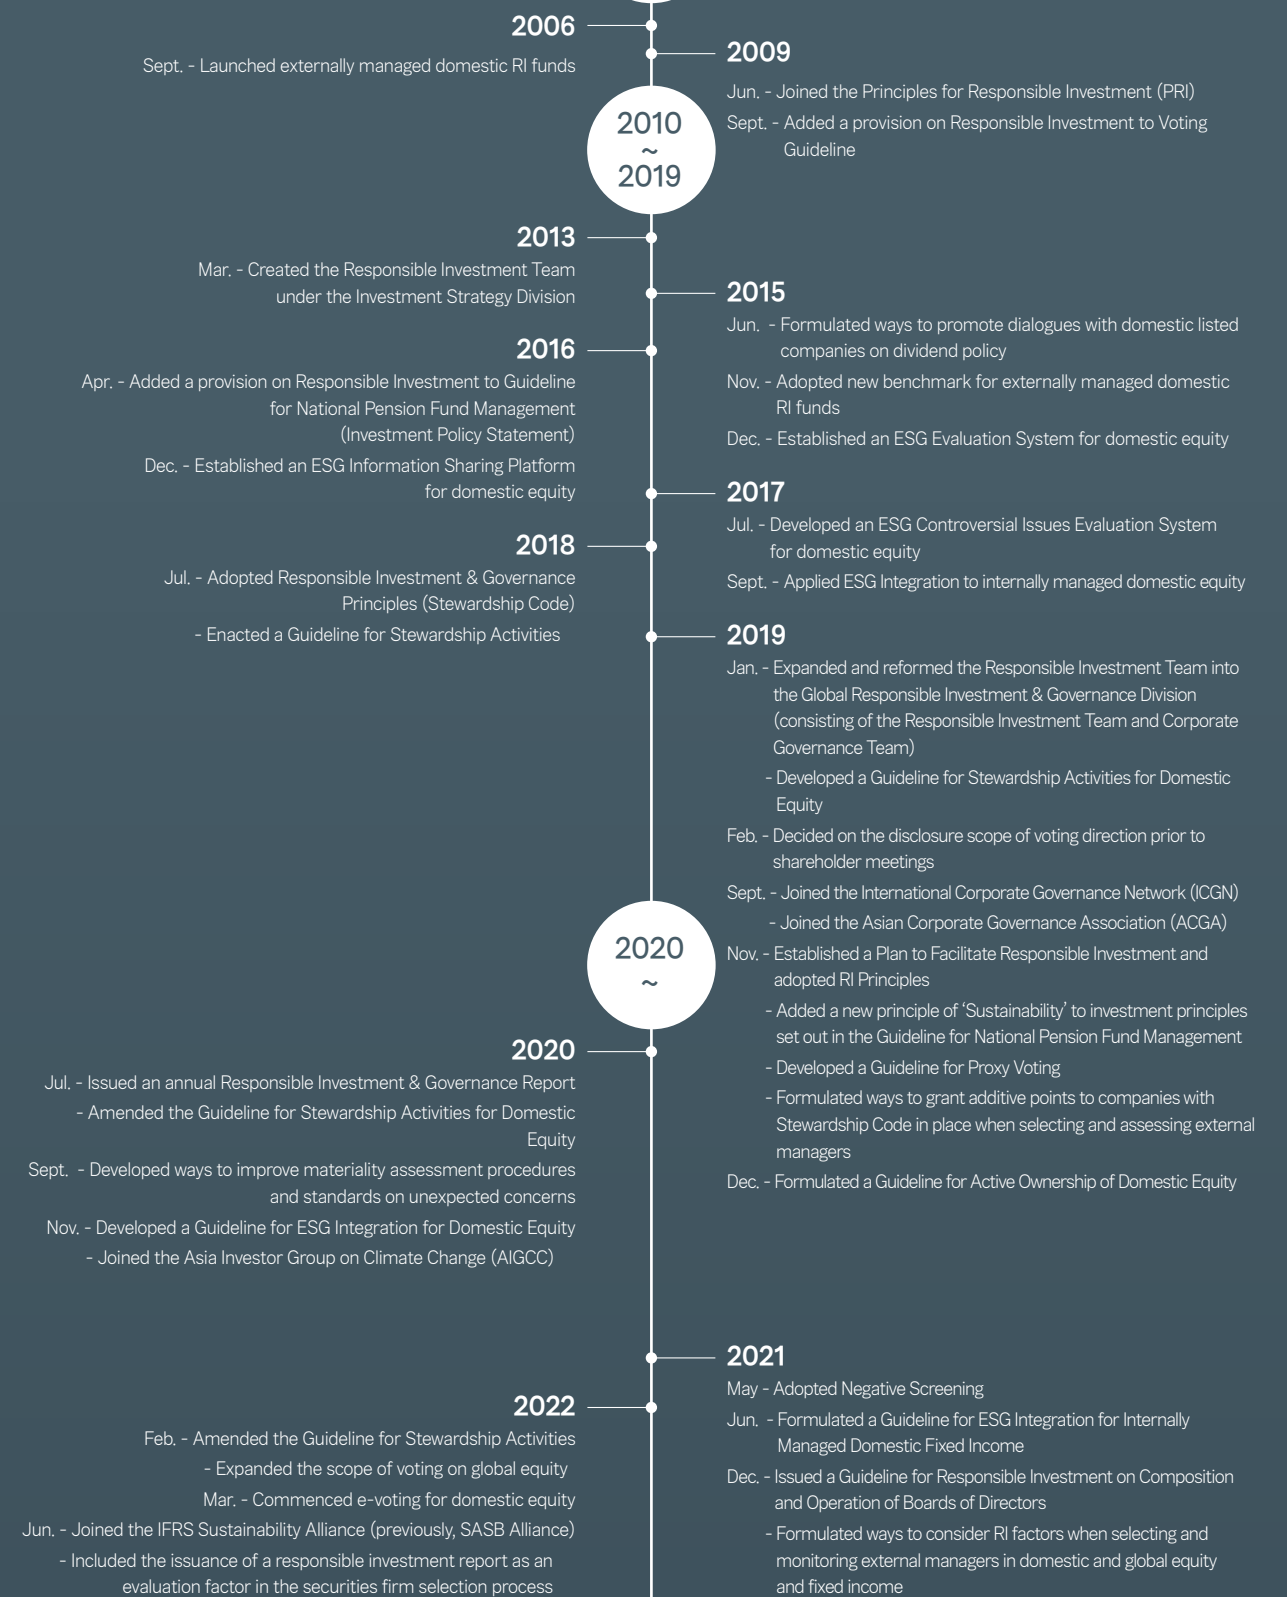 2006
Sept. - Launched externally managed domestic RI funds
2009
Jun. - Joined the Principles for Responsible Investment (PRI)
Sept. - Added a provision on Responsible Investment to Voting
Guideline
2010
~
2019
2013
Mar. - Created the Responsible Investment Team
under the Investment Strategy Division
2015
Jun. - Formulated ways to promote dialogues with domestic listed
companies on dividend policy
Nov. - Adopted new benchmark for externally managed domestic
RI funds
Dec. - Established an ESG Evaluation System for domestic equity
2016
Apr. - Added a provision on Responsible Investment to Guideline
for National Pension Fund Management
(Investment Policy Statement)
Dec. - Established an ESG Information Sharing Platform
for domestic equity
2017
Jul. - Developed an ESG Controversial Issues Evaluation System
for domestic equity
Sept. - Applied ESG Integration to internally managed domestic equity
2018
Jul. - Adopted Responsible Investment & Governance
Principles (Stewardship Code)
- Enacted a Guideline for Stewardship Activities
2019
Jan. - Expanded and reformed the Responsible Investment Team into
the Global Responsible Investment & Governance Division
(consisting of the Responsible Investment Team and Corporate
Governance Team)
- Developed a Guideline for Stewardship Activities for Domestic
Equity
Feb. - Decided on the disclosure scope of voting direction prior to
shareholder meetings
Sept. - Joined the International Corporate Governance Network (ICGN)
- Joined the Asian Corporate Governance Association (ACGA)
Nov. - Established a Plan to Facilitate Responsible Investment and
adopted RI Principles
- Added a new principle of ‘Sustainability’ to investment principles
set out in the Guideline for National Pension Fund Management
- Developed a Guideline for Proxy Voting
- Formulated ways to grant additive points to companies with
Stewardship Code in place when selecting and assessing external
managers
Dec. - Formulated a Guideline for Active Ownership of Domestic Equity
2020
~
2020
Jul. - Issued an annual Responsible Investment & Governance Report
- Amended the Guideline for Stewardship Activities for Domestic
Equity
Sept. - Developed ways to improve materiality assessment procedures
and standards on unexpected concerns
Nov. - Developed a Guideline for ESG Integration for Domestic Equity
- Joined the Asia Investor Group on Climate Change (AIGCC)
2021
May - Adopted Negative Screening
Jun. - Formulated a Guideline for ESG Integration for Internally
Managed Domestic Fixed Income
Dec. - Issued a Guideline for Responsible Investment on Composition
and Operation of Boards of Directors
- Formulated ways to consider RI factors when selecting and
monitoring external managers in domestic and global equity
and fixed income
2022
Feb. - Amended the Guideline for Stewardship Activities
- Expanded the scope of voting on global equity
Mar. - Commenced e-voting for domestic equity
Jun. - Joined the IFRS Sustainability Alliance (previously, SASB Alliance)
- Included the issuance of a responsible investment report as an
evaluation factor in the securities firm selection process